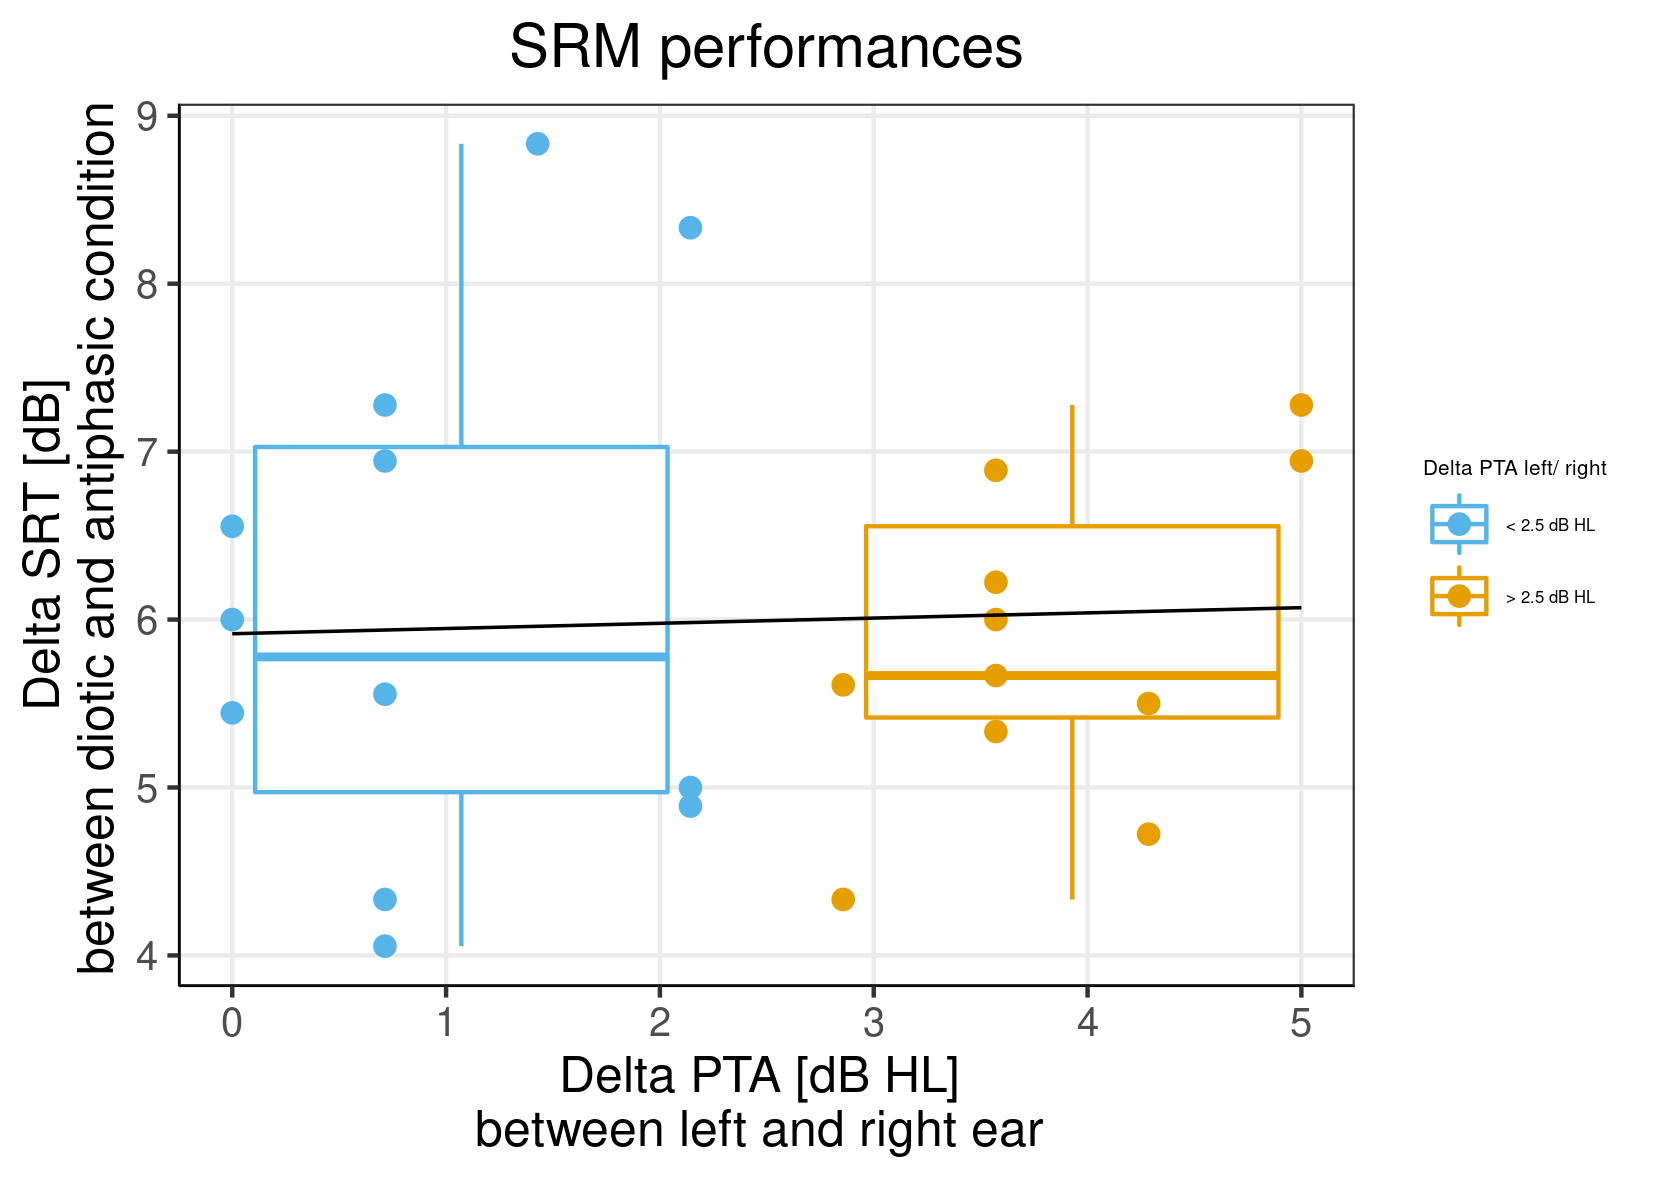 SRM performances
Delta SRT [dB]
between diotic and antiphasic condition
9
8
7
6
5
4
0 1 2 3 4 5
Delta PTA [dB HL]
between left and right ear
Delta PTA left/ right
< 2.5 dB HL
> 2.5 dB HL